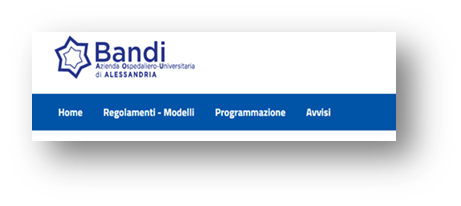 Bandi
Azienda Ospedaliero-Universitaria
di ALESSANDRIA
Home Regolamenti - Modelli Programmazione Avvisi